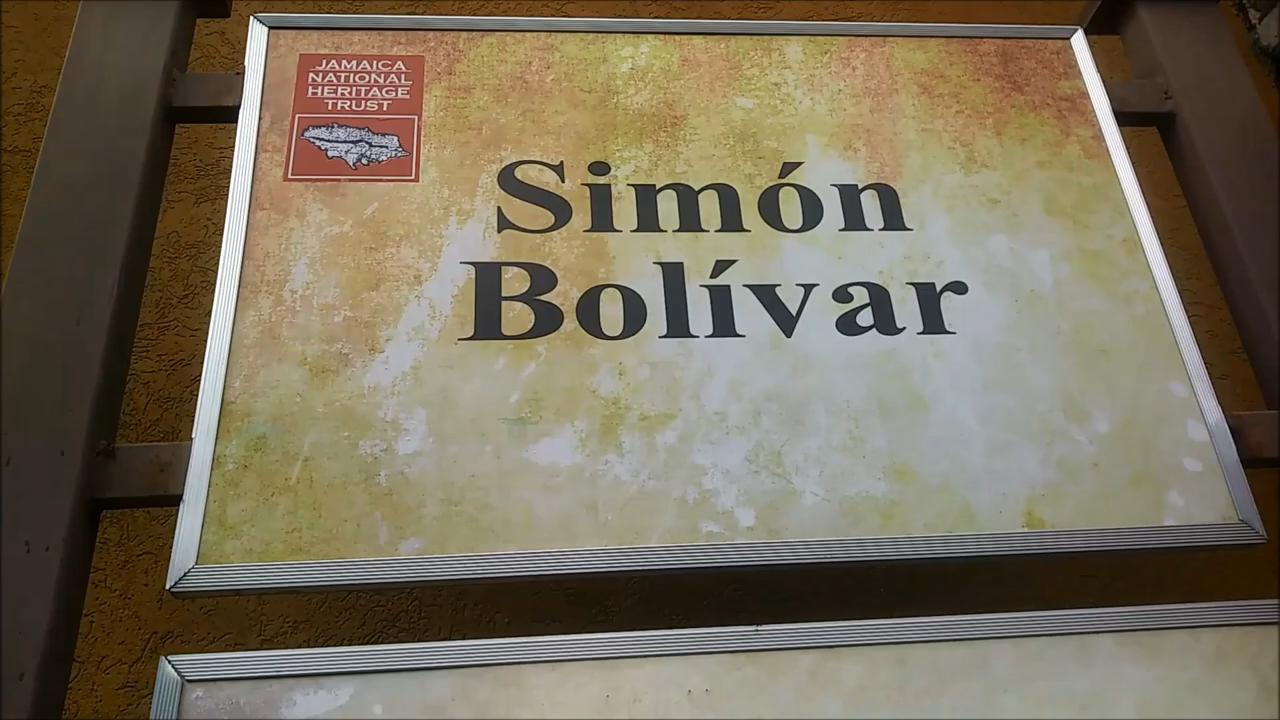 JAMAICA
NATIONAL
HERITAGE
TRUST
Simón
Bolívar